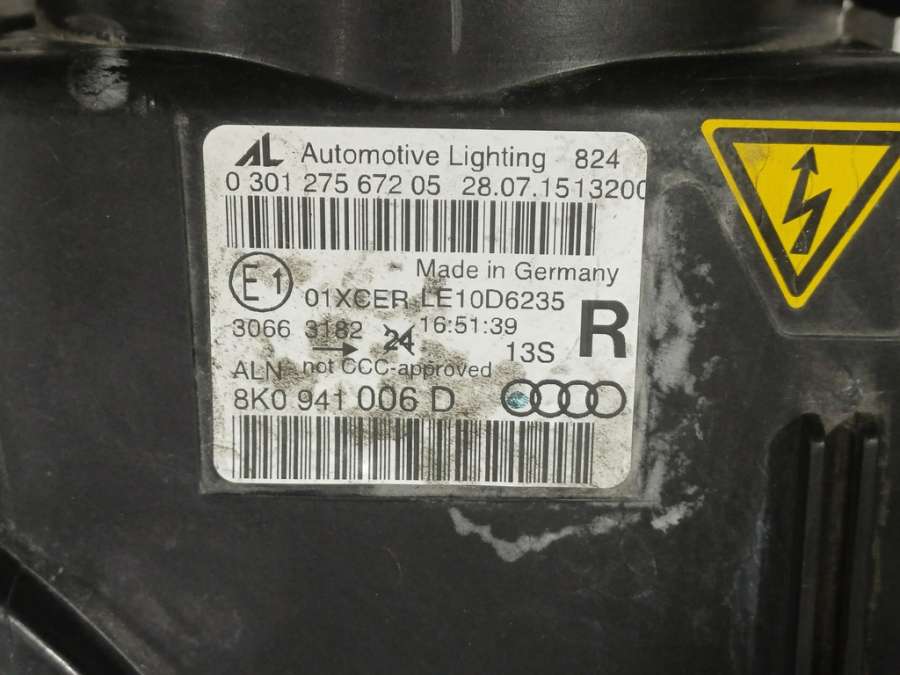 AL Automotive Lighting 824
0 301 275 672 05 28.07.1513200
Made in Germany
E1 01XCER LE10D6235
3066 3182 24 16:51:39 R
13S
ALN not CCC-approved
8K0 941 006 D